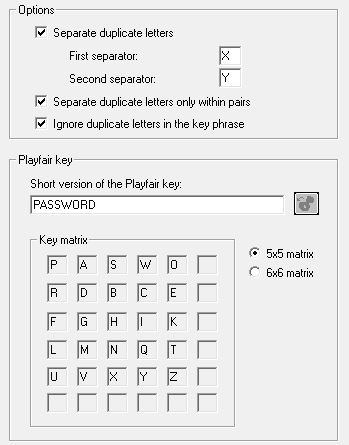 Options
Separate duplicate letters
First separator: X
Second separator: Y
Separate duplicate letters only within pairs
Ignore duplicate letters in the key phrase
Playfair key
Short version of the Playfair key:
PASSWORD
Key matrix
5x5 matrix
6x6 matrix
P A S W O
R D B C E
F G H I K
L M N Q T
U V X Y Z